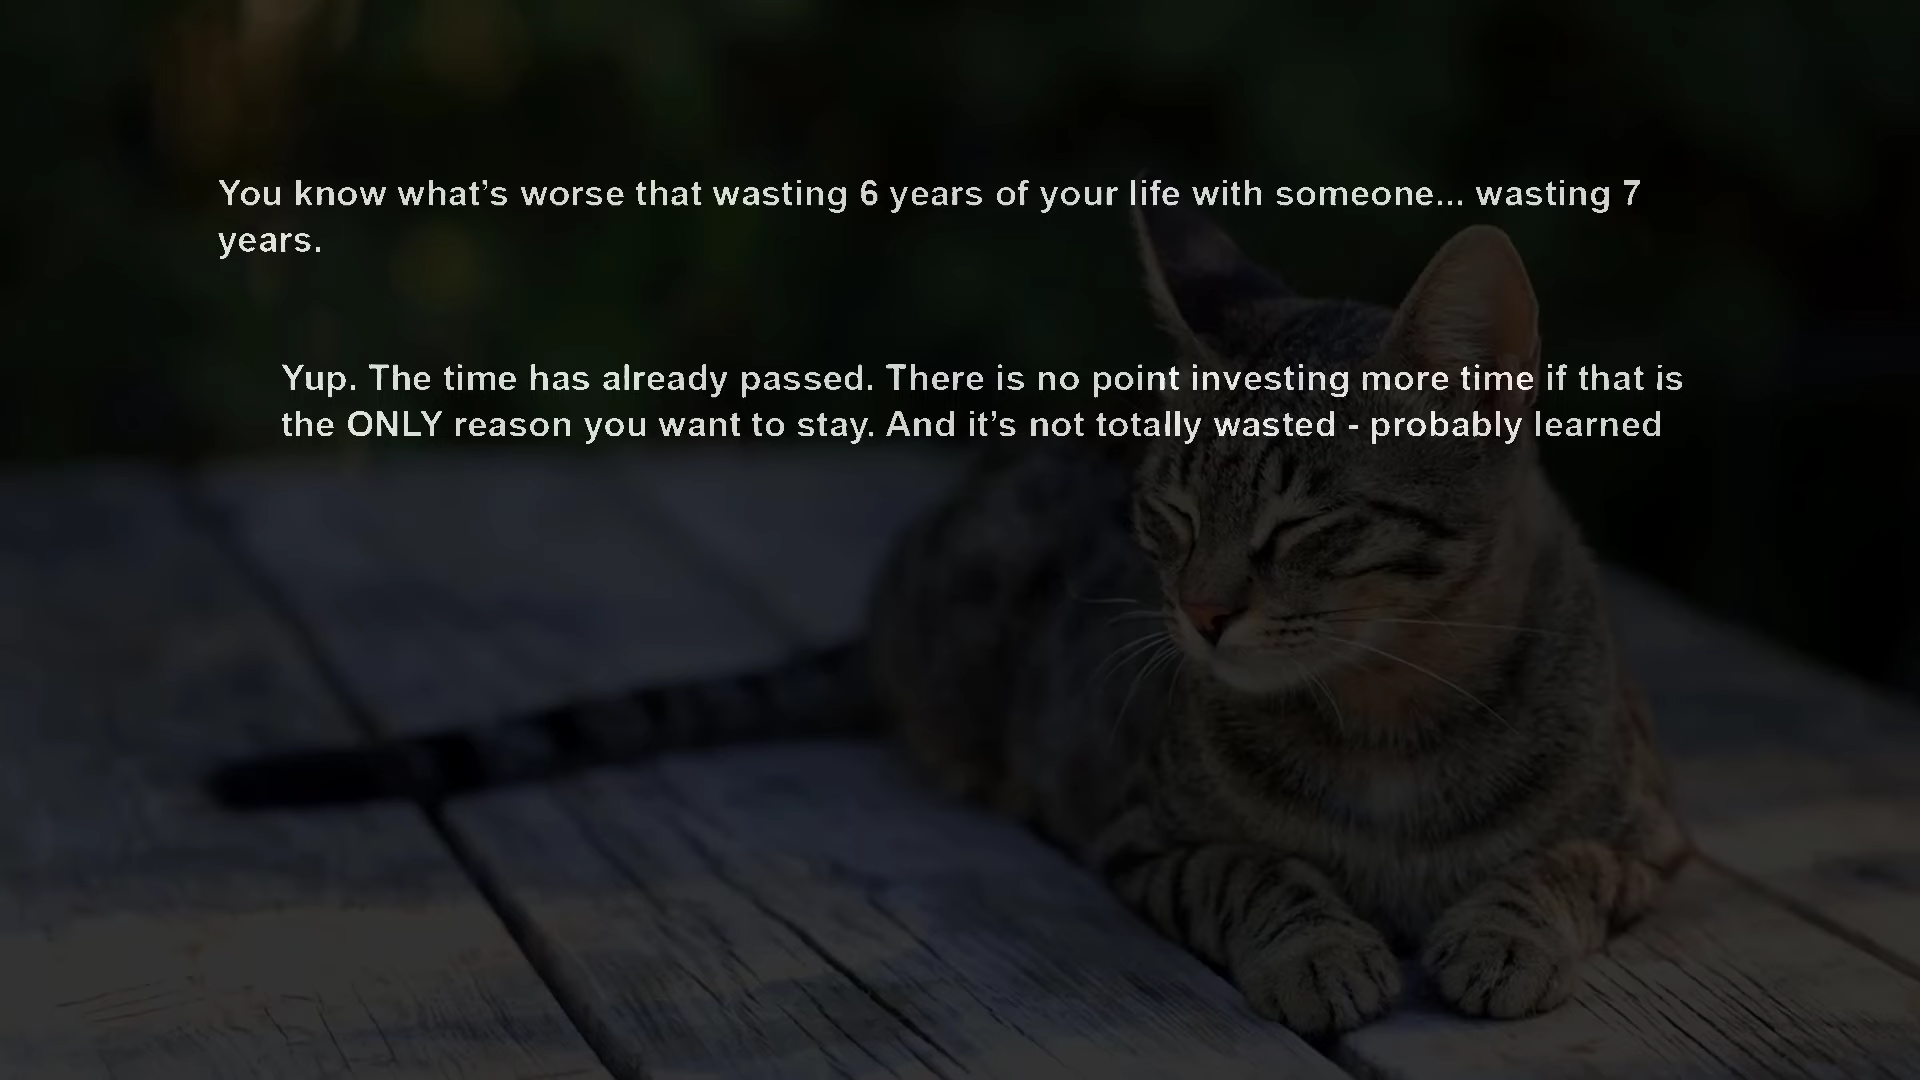 You know what’s worse that wasting 6 years of your life with someone... wasting 7
years.
Yup. The time has already passed. There is no point investing more time if that is
the ONLY reason you want to stay. And it’s not totally wasted - probably learned